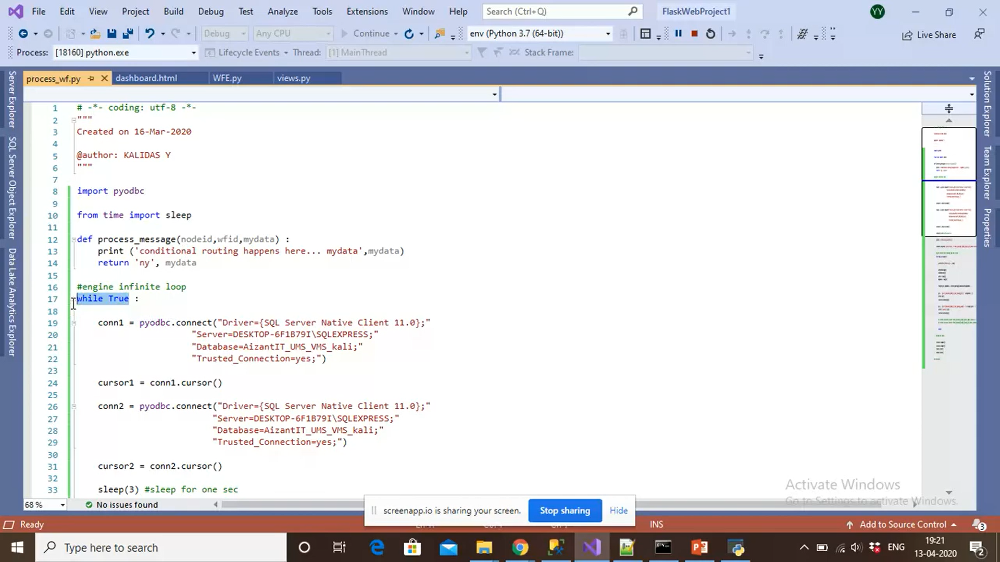 File Edit View Project Build Debug Test Analyze Tools Extensions Window Help Search (Ctrl+Q) FlaskWebProject1 YY
Debug Any CPU Continue env (Python 3.7 (64-bit)) Live Share
Process: [18160] python.exe Lifecycle Events Thread: [1] MainThread Stack Frame:
process_wf.py dashboard.html WFE.py views.py
Server Explorer
SQL Server Object Explorer
Data Lake Analytics Explorer
Solution Explorer
Team Explorer
Properties
1 # -*- coding: utf-8 -*-
2 """
3 Created on 16-Mar-2020
4
5 @author: KALIDAS Y
6 """
7
8 import pyodbc
9
10 from time import sleep
11
12 def process_message(nodeid,wfid,mydata) :
13 print ('conditional routing happens here... mydata',mydata)
14 return 'ny', mydata
15
16 #engine infinite loop
17 while True :
18
19 conn1 = pyodbc.connect("Driver={SQL Server Native Client 11.0};"
20 "Server=DESKTOP-6F1B79I\SQLEXPRESS;"
21 "Database=AizantIT_UMS_VMS_kali;"
22 "Trusted_Connection=yes;")
23
24 cursor1 = conn1.cursor()
25
26 conn2 = pyodbc.connect("Driver={SQL Server Native Client 11.0};"
27 "Server=DESKTOP-6F1B79I\SQLEXPRESS;"
28 "Database=AizantIT_UMS_VMS_kali;"
29 "Trusted_Connection=yes;")
30
31 cursor2 = conn2.cursor()
32
33 sleep(3) #sleep for one sec
Activate Windows
Go to Settings to activate Windows.
68 % No issues found
screenapp.io is sharing your screen. Stop sharing Hide
Ready INS Add to Source Control 3
Type here to search ENG 19:21
13-04-2020 2